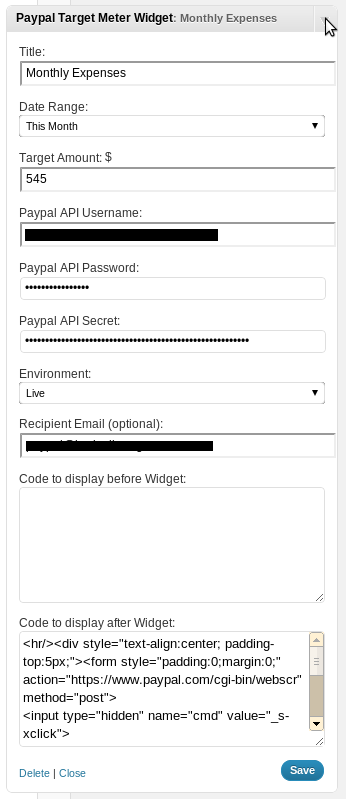 Paypal Target Meter Widget: Monthly Expenses
Title:
Monthly Expenses
Date Range:
This Month
Target Amount: $
545
Paypal API Username:
Paypal API Password:
••••••••••••••••
Paypal API Secret:
••••••••••••••••••••••••••••••••••••••••••••••••••••••••
Environment:
Live
Recipient Email (optional):
Code to display before Widget:
Code to display after Widget:
<hr/><div style="text-align:center; padding-
top:5px;"><form style="padding:0;margin:0;"
action="https://www.paypal.com/cgi-bin/webscr"
method="post">
<input type="hidden" name="cmd" value="_s-
xclick">
Delete | Close
Save